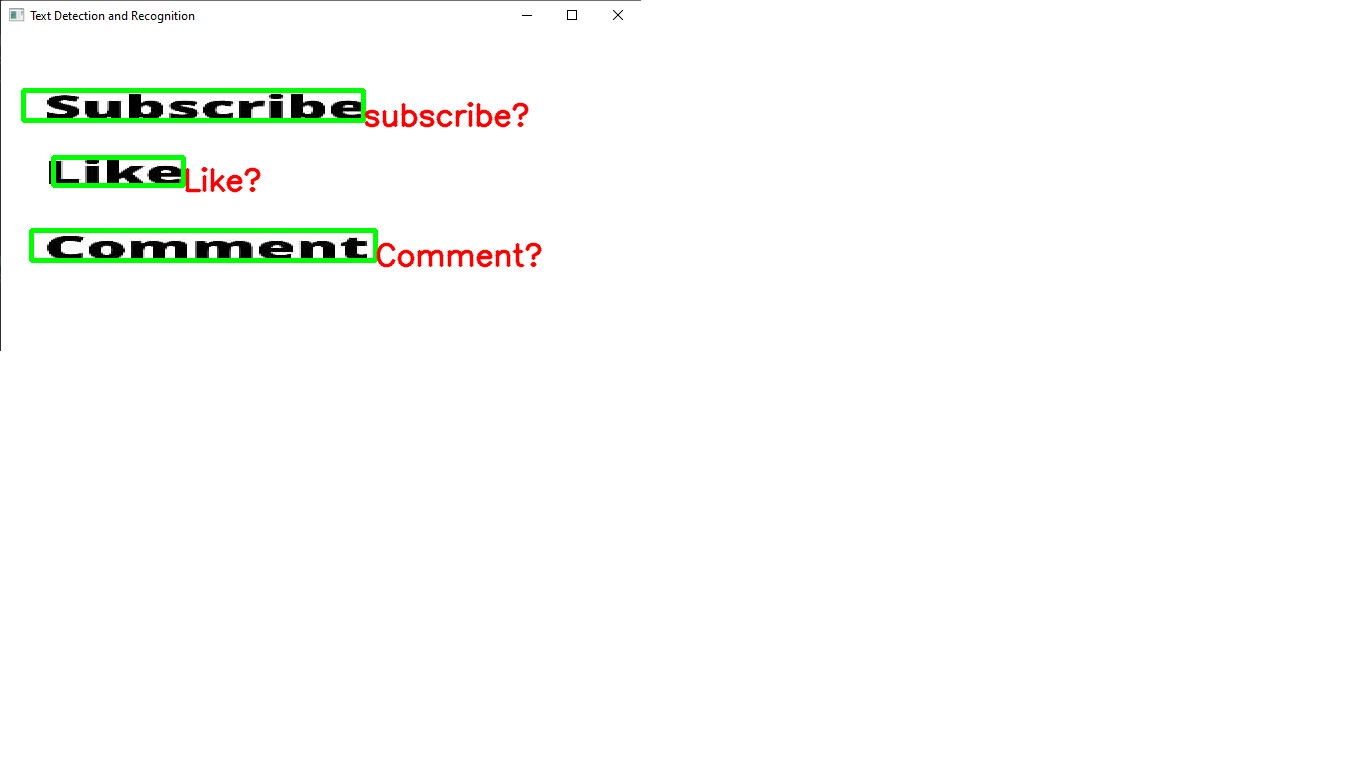 Text Detection and Recognition
Subscribe subscribe?
Like Like?
Comment Comment?